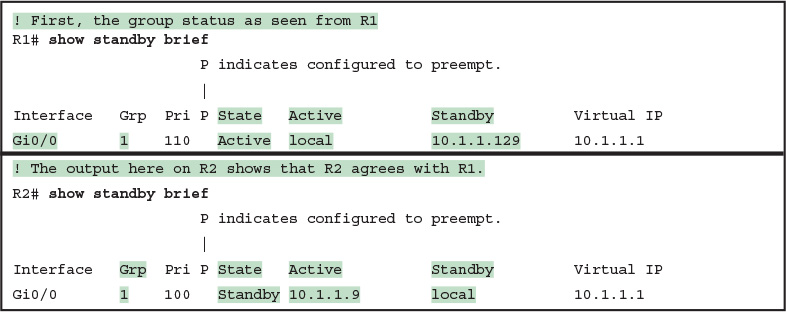 ! First, the group status as seen from R1
R1# show standby brief
P indicates configured to preempt.
|
Interface Grp Pri P State Active Standby Virtual IP
Gi0/0 1 110 Active local 10.1.1.129 10.1.1.1
! The output here on R2 shows that R2 agrees with R1.
R2# show standby brief
P indicates configured to preempt.
|
Interface Grp Pri P State Active Standby Virtual IP
Gi0/0 1 100 Standby 10.1.1.9 local 10.1.1.1